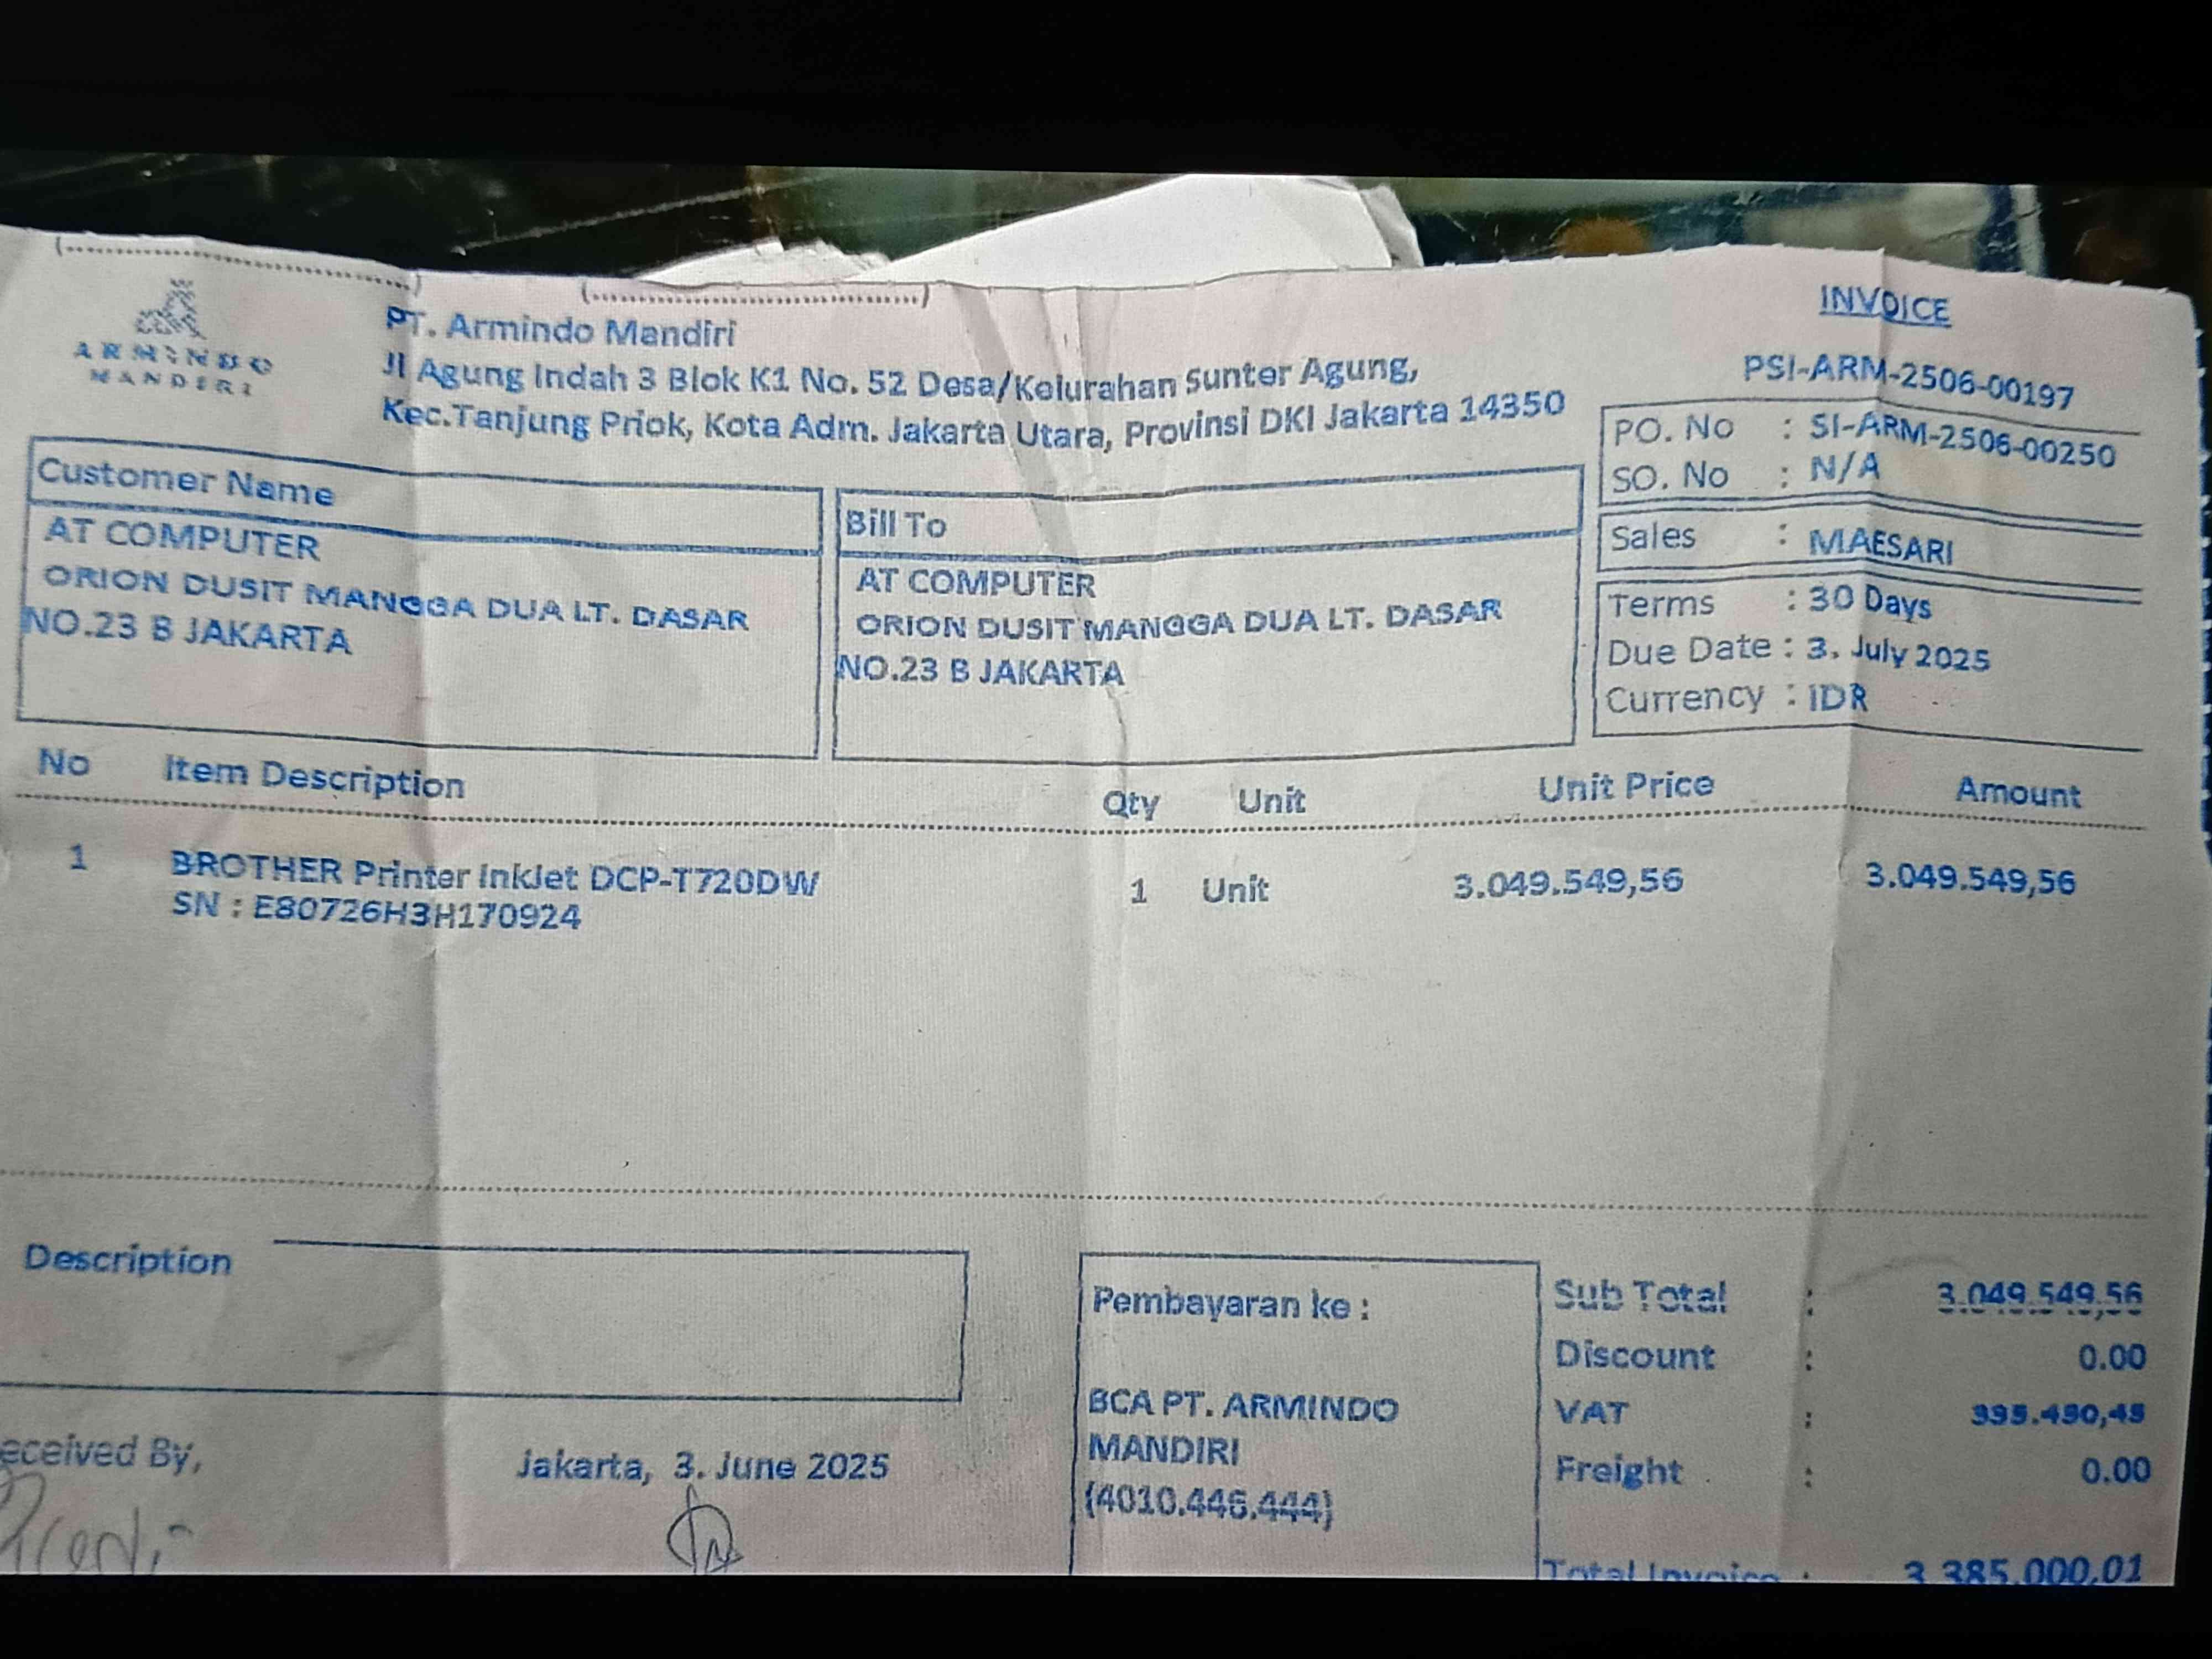 ARMINDO
MANDIRI
PT. Armindo Mandiri
Jl Agung Indah 3 Blok K1 No. 52 Desa/Kelurahan Sunter Agung,
Kec.Tanjung Priok, Kota Adm. Jakarta Utara, Provinsi DKI Jakarta 14350
INVOICE
PSI-ARM-2506-00197
PO. No : SI-ARM-2506-00250
SO. No : N/A
Sales : MAESARI
Terms : 30 Days
Due Date : 3. July 2025
Currency : IDR
Customer Name
AT COMPUTER
ORION DUSIT MANGGA DUA LT. DASAR
NO.23 B JAKARTA
Bill To
AT COMPUTER
ORION DUSIT MANGGA DUA LT. DASAR
NO.23 B JAKARTA
No Item Description Qty Unit Unit Price Amount
1 BROTHER Printer InkJet DCP-T720DW 1 Unit 3.049.549,56 3.049.549,56
SN : E80726H3H170924
Description
Pembayaran ke :
BCA PT. ARMINDO
MANDIRI
(4010.446.444)
Sub Total : 3.049.549,56
Discount : 0.00
VAT : 335.450,45
Freight : 0.00
Total Invoice : 3.385.000,01
eceived By,
Jakarta, 3. June 2025